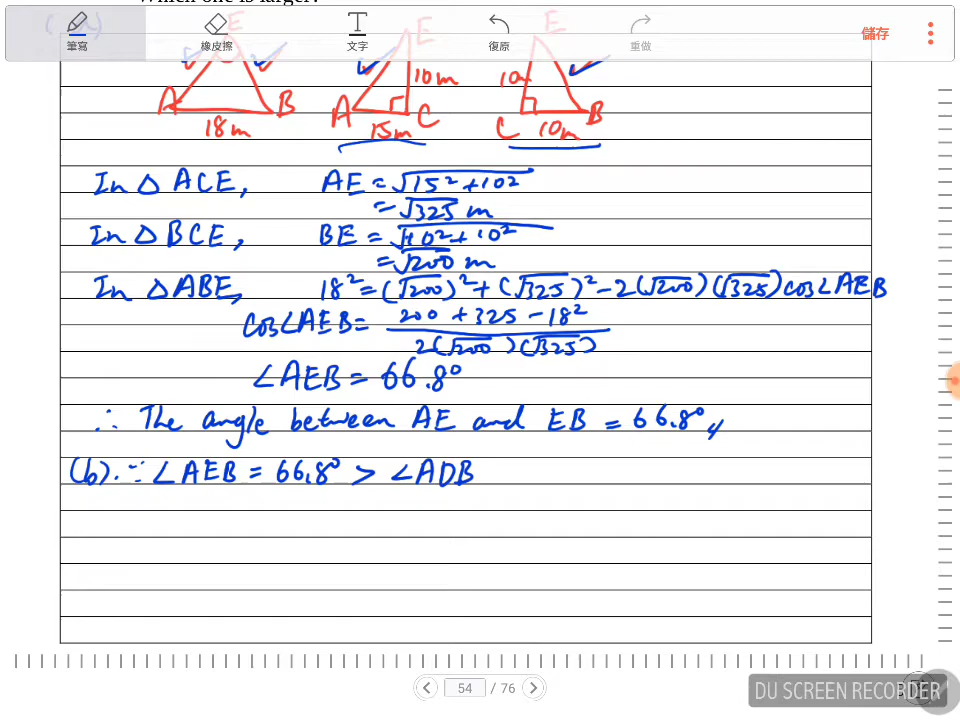 Which one is larger?
筆寫 橡皮擦 文字 復原 重做 儲存
E E E
10m 10
A B A C C B
18m 15m 10m
In △ ACE, AE = √15² + 10²
= √325 m
In △ BCE, BE = √10² + 10²
= √200 m
In △ABE, 18² = (√200)² + (√325)² - 2(√200)(√325) cos∠AEB
cos∠AEB = 200 + 325 - 18²
2(√200)(√325)
∠AEB = 66.8°
∴ The angle between AE and EB = 66.8°
(b). ∵ ∠AEB = 66.8° > ∠ADB
54 / 76
DU SCREEN RECORDER